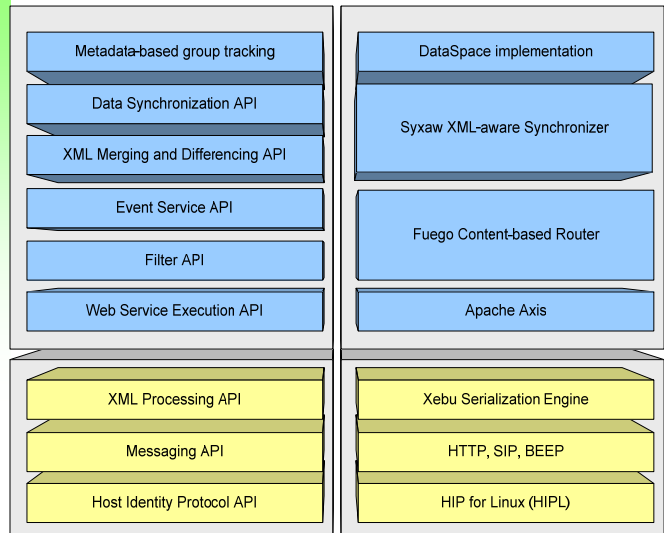 Metadata-based group tracking
Data Synchronization API
XML Merging and Differencing API
Event Service API
Filter API
Web Service Execution API
DataSpace implementation
Syxaw XML-aware Synchronizer
Fuego Content-based Router
Apache Axis
XML Processing API
Messaging API
Host Identity Protocol API
Xebu Serialization Engine
HTTP, SIP, BEEP
HIP for Linux (HIPL)